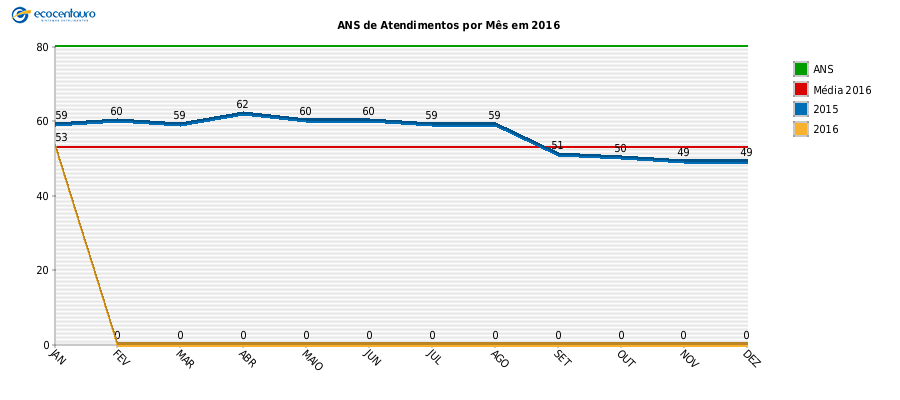 ecocentauro
ANS de Atendimentos por Mês em 2016
80
60
40
20
0
59 60 59 62 60 60 59 59 51 50 49 49
53 0 0 0 0 0 0 0 0 0 0 0
JAN FEV MAR ABR MAIO JUN JUL AGO SET OUT NOV DEZ
ANS
Média 2016
2015
2016